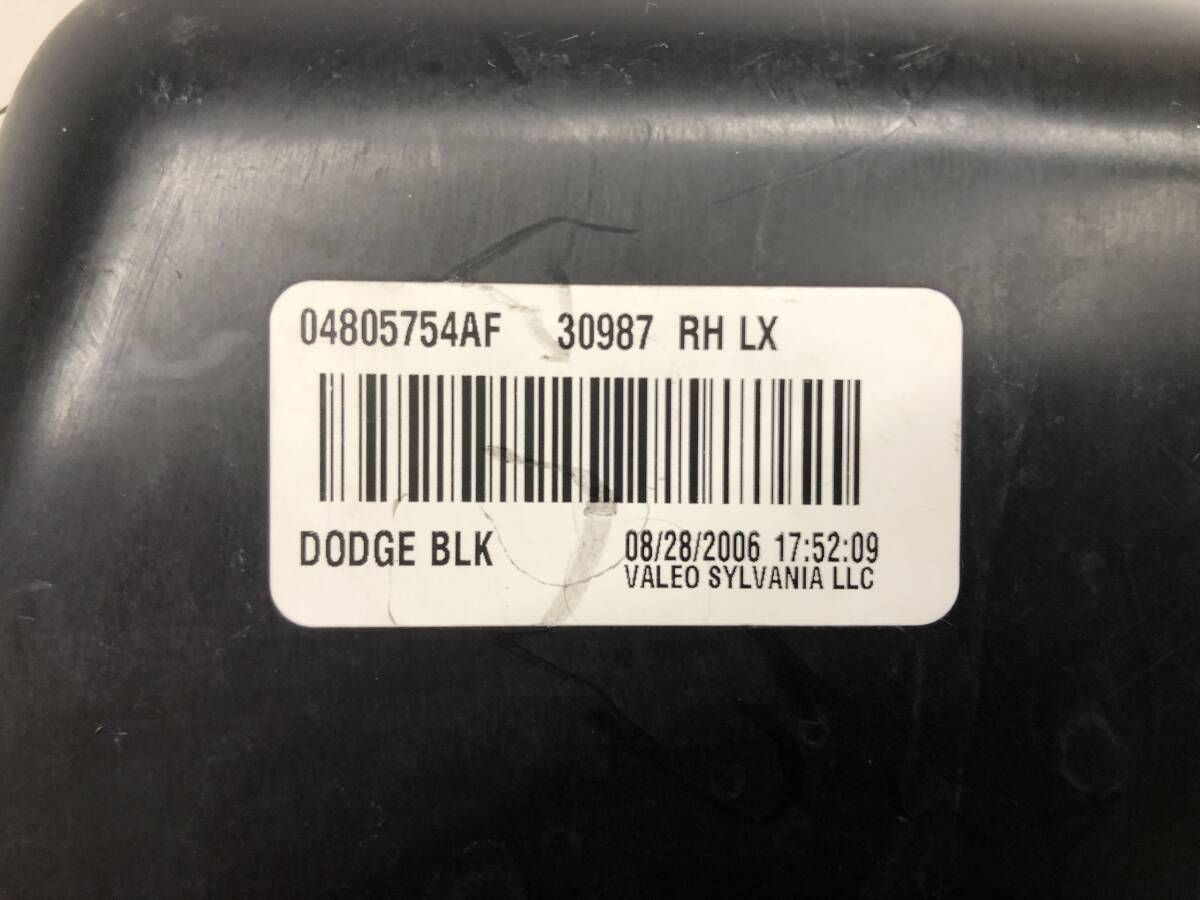 04805754AF 30987 RH LX
DODGE BLK
08/28/2006 17:52:09
VALEO SYLVANIA LLC